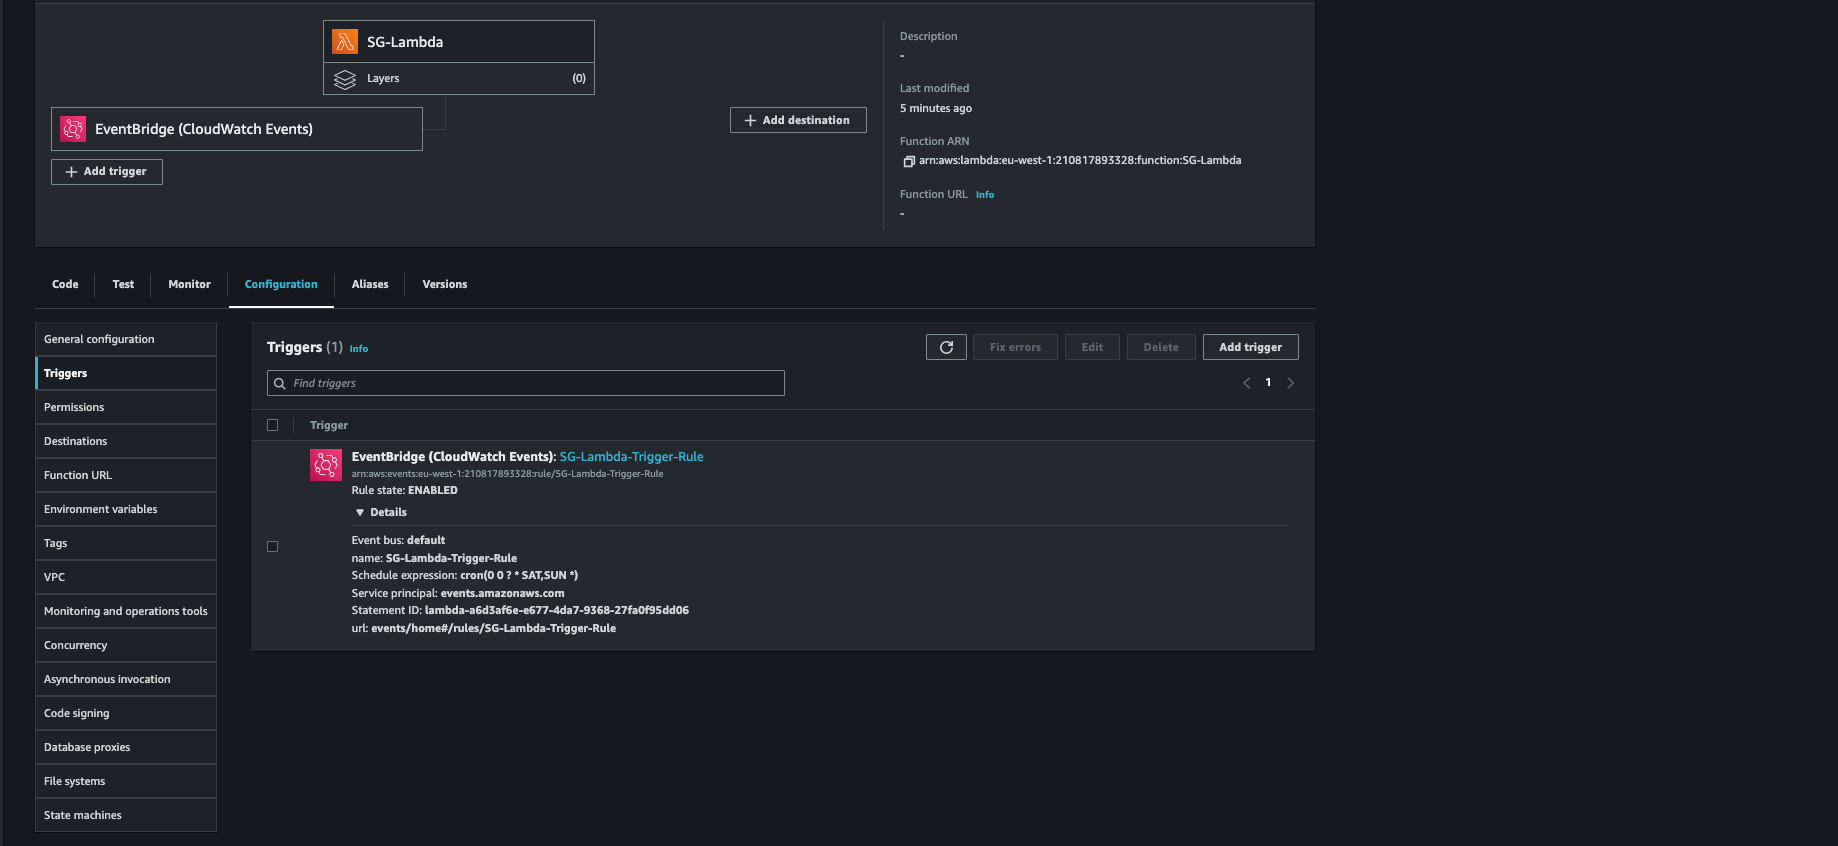 SG-Lambda
Layers (0)
EventBridge (CloudWatch Events)
Add trigger
Add destination
Description
-
Last modified
5 minutes ago
Function ARN
arn:aws:lambda:eu-west-1:210817893328:function:SG-Lambda
Function URL Info
-
Code Test Monitor Configuration Aliases Versions
General configuration
Triggers
Permissions
Destinations
Function URL
Environment variables
Tags
VPC
Monitoring and operations tools
Concurrency
Asynchronous invocation
Code signing
Database proxies
File systems
State machines
Triggers (1) Info
Fix errors Edit Delete Add trigger
Find triggers
1
Trigger
EventBridge (CloudWatch Events): SG-Lambda-Trigger-Rule
arn:aws:events:eu-west-1:210817893328:rule/SG-Lambda-Trigger-Rule
Rule state: ENABLED
Details
Event bus: default
name: SG-Lambda-Trigger-Rule
Schedule expression: cron(0 0 ? * SAT,SUN *)
Service principal: events.amazonaws.com
Statement ID: lambda-a6d3af6e-e677-4da7-9368-27fa0f95dd06
url: events/home#/rules/SG-Lambda-Trigger-Rule